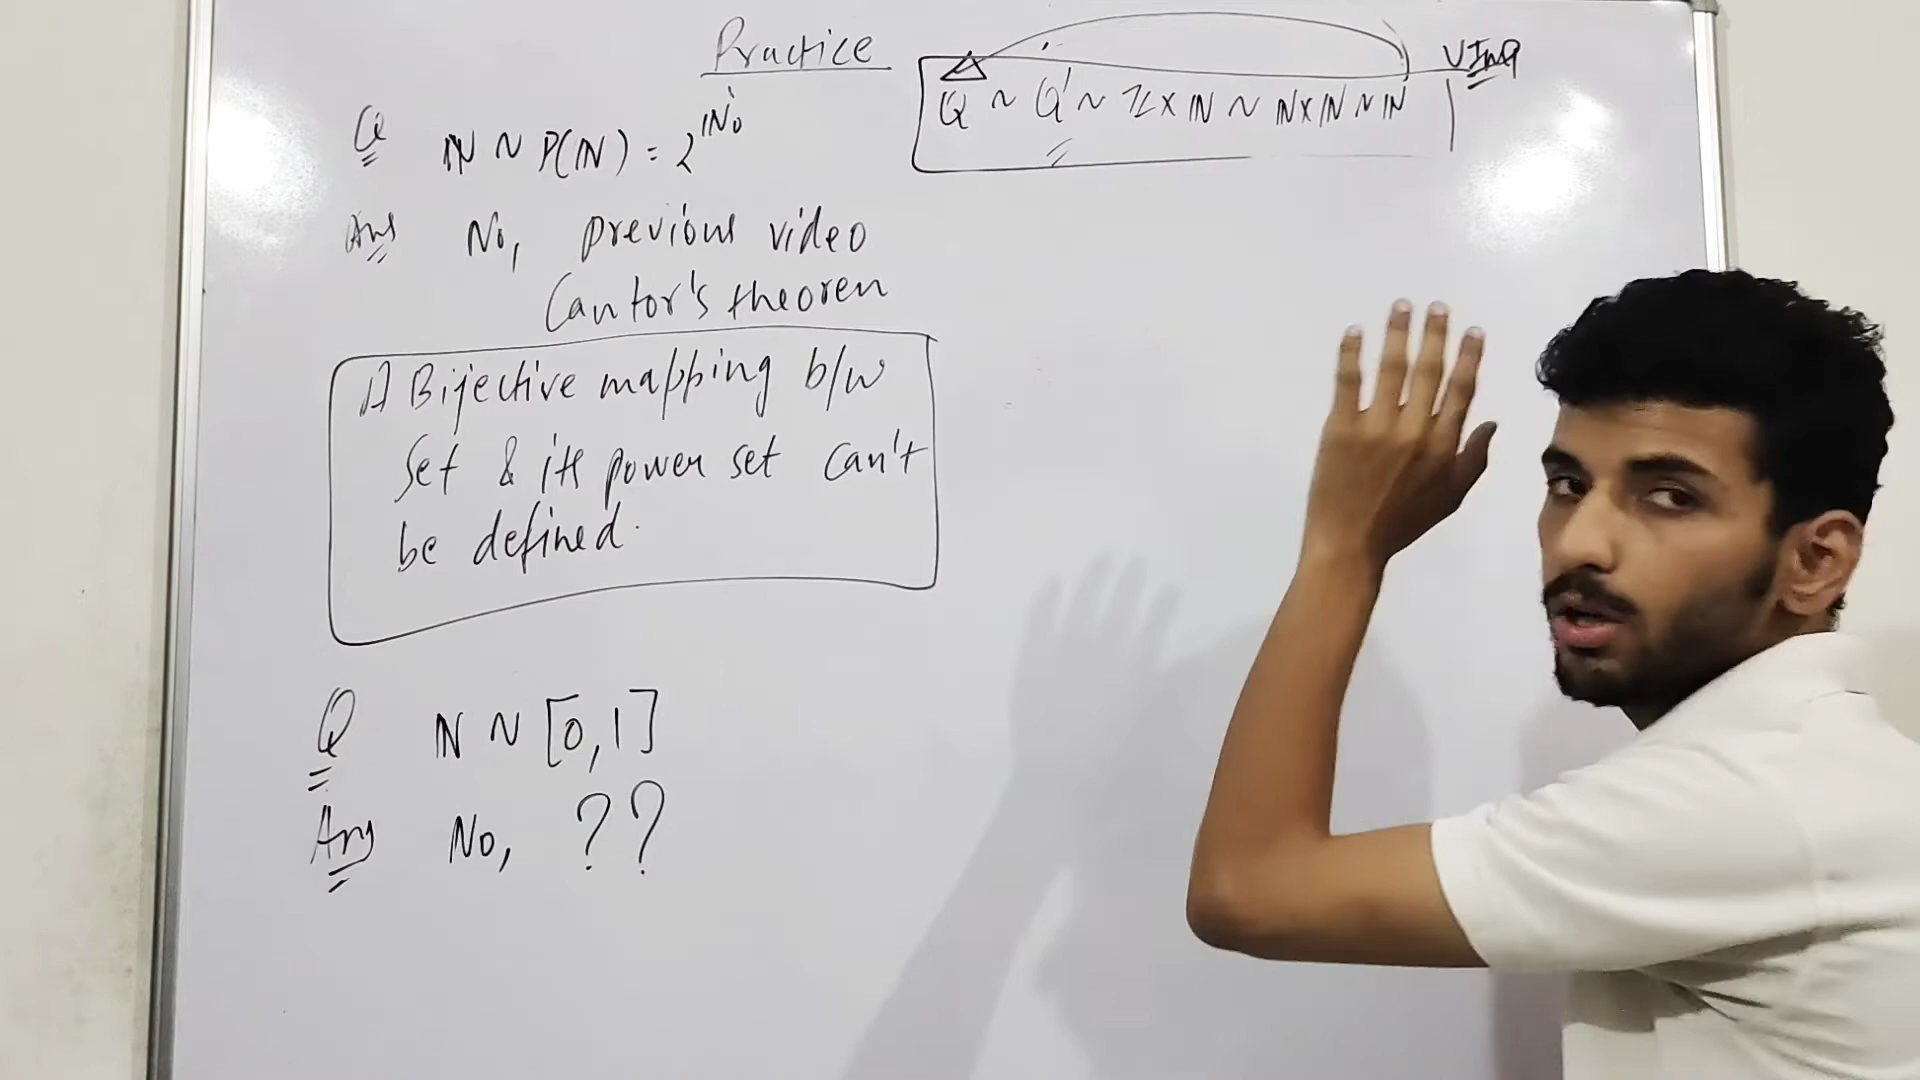 Practice
Q N ~ P(N) = 2^ℕ₀
Ans No, previous video
Cantor's theorem
A Bijective mapping b/w
set & its power set can't
be defined.
Q N ~ [0,1]
Ans No, ??
Q ~ Q' ~ Z × N ~ N × N ~ N
V Imp